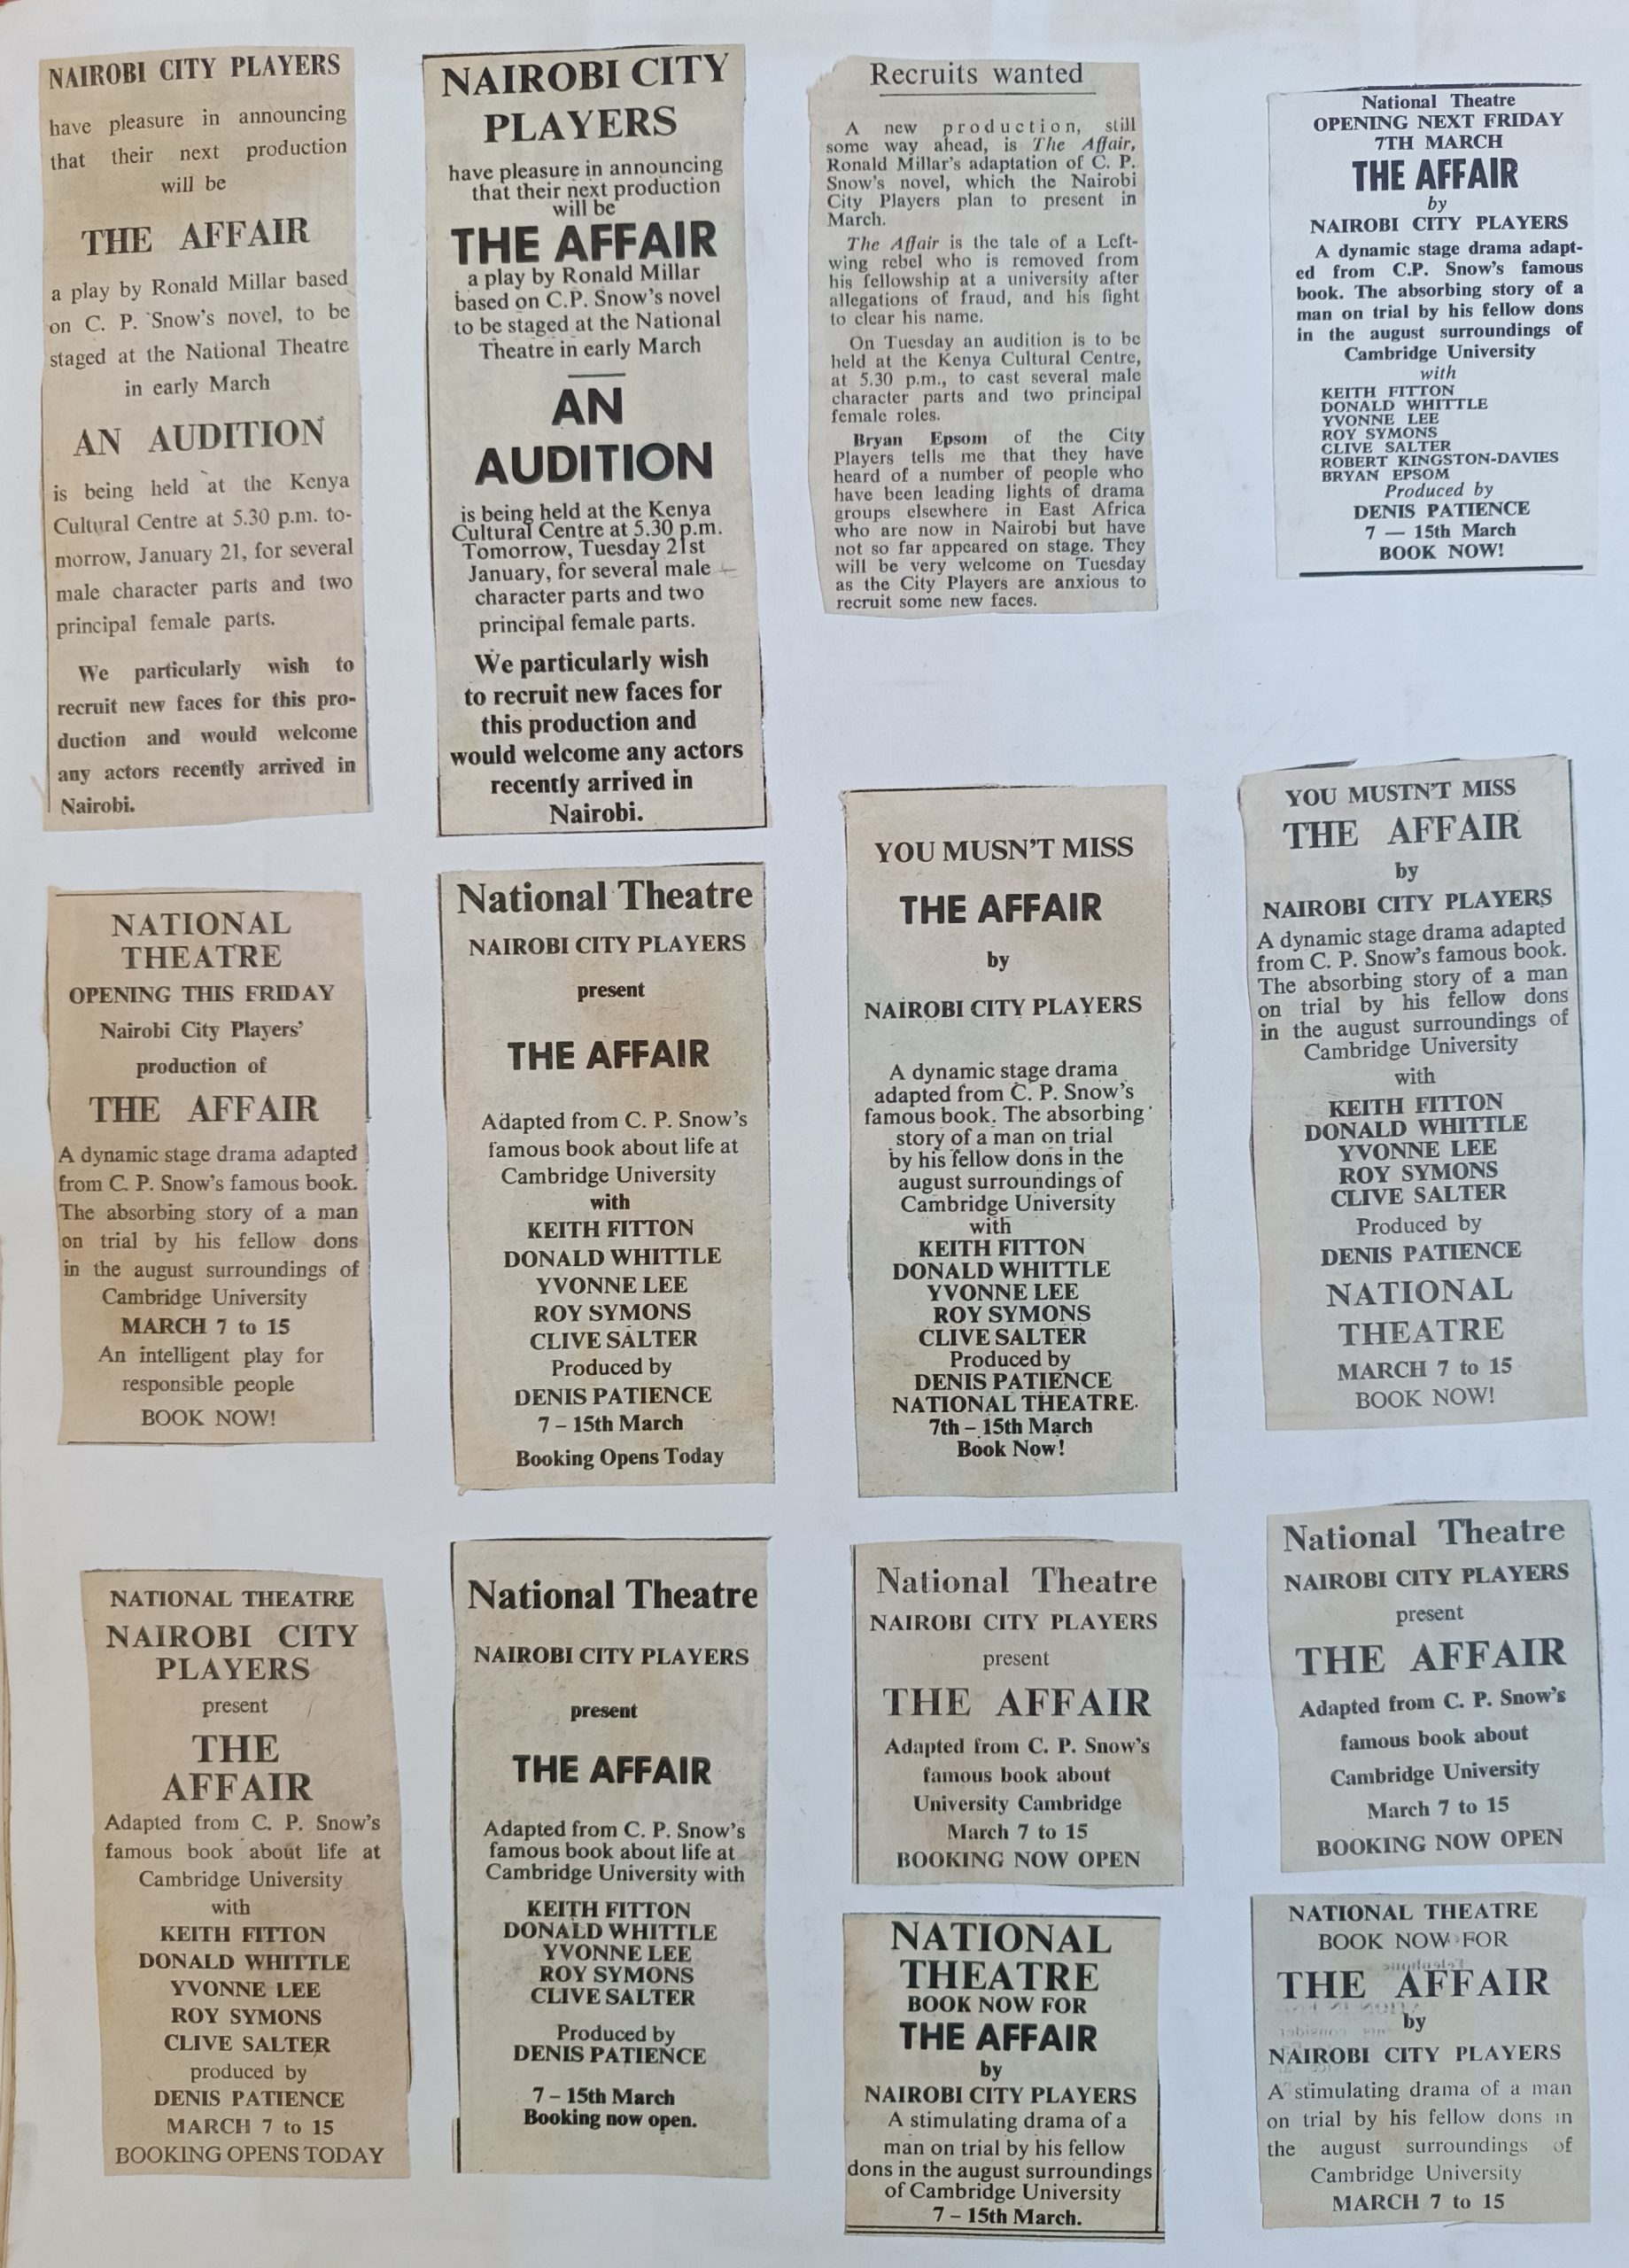 NAIROBI CITY PLAYERS
have pleasure in announcing
that their next production
will be
THE AFFAIR
a play by Ronald Millar based
on C. P. Snow's novel, to be
staged at the National Theatre
in early March
AN AUDITION
is being held at the Kenya
Cultural Centre at 5.30 p.m. to-
morrow, January 21, for several
male character parts and two
principal female parts.
We particularly wish to
recruit new faces for this pro-
duction and would welcome
any actors recently arrived in
Nairobi.
NAIROBI CITY
PLAYERS
have pleasure in announcing
that their next production
will be
THE AFFAIR
a play by Ronald Millar
based on C.P. Snow's novel
to be staged at the National
Theatre in early March
AN
AUDITION
is being held at the Kenya
Cultural Centre at 5.30 p.m.
Tomorrow, Tuesday 21st
January, for several male
character parts and two
principal female parts.
We particularly wish
to recruit new faces for
this production and
would welcome any actors
recently arrived in
Nairobi.
Recruits wanted
A new production, still
some way ahead, is The Affair,
Ronald Millar's adaptation of C. P.
Snow's novel, which the Nairobi
City Players plan to present in
March.
The Affair is the tale of a Left-
wing rebel who is removed from
his fellowship at a university after
allegations of fraud, and his fight
to clear his name.
On Tuesday an audition is to be
held at the Kenya Cultural Centre,
at 5.30 p.m., to cast several male
character parts and two principal
female roles.
Bryan Epsom of the City
Players tells me that they have
heard of a number of people who
have been leading lights of drama
groups elsewhere in East Africa
who are now in Nairobi but have
not so far appeared on stage. They
will be very welcome on Tuesday
as the City Players are anxious to
recruit some new faces.
National Theatre
OPENING NEXT FRIDAY
7TH MARCH
THE AFFAIR
by
NAIROBI CITY PLAYERS
A dynamic stage drama adapt-
ed from C.P. Snow's famous
book. The absorbing story of a
man on trial by his fellow dons
in the august surroundings of
Cambridge University
with
KEITH FITTON
DONALD WHITTLE
YVONNE LEE
ROY SYMONS
CLIVE SALTER
ROBERT KINGSTON-DAVIES
BRYAN EPSOM
Produced by
DENIS PATIENCE
7 — 15th March
BOOK NOW!
NATIONAL
THEATRE
OPENING THIS FRIDAY
Nairobi City Players'
production of
THE AFFAIR
A dynamic stage drama adapted
from C. P. Snow's famous book.
The absorbing story of a man
on trial by his fellow dons
in the august surroundings of
Cambridge University
MARCH 7 to 15
An intelligent play for
responsible people
BOOK NOW!
National Theatre
NAIROBI CITY PLAYERS
present
THE AFFAIR
Adapted from C. P. Snow's
famous book about life at
Cambridge University
with
KEITH FITTON
DONALD WHITTLE
YVONNE LEE
ROY SYMONS
CLIVE SALTER
Produced by
DENIS PATIENCE
7 – 15th March
Booking Opens Today
YOU MUSN'T MISS
THE AFFAIR
by
NAIROBI CITY PLAYERS
A dynamic stage drama
adapted from C. P. Snow's
famous book. The absorbing
story of a man on trial
by his fellow dons in the
august surroundings of
Cambridge University
with
KEITH FITTON
DONALD WHITTLE
YVONNE LEE
ROY SYMONS
CLIVE SALTER
Produced by
DENIS PATIENCE
NATIONAL THEATRE.
7th – 15th March
Book Now!
YOU MUSTN'T MISS
THE AFFAIR
by
NAIROBI CITY PLAYERS
A dynamic stage drama adapted
from C. P. Snow's famous book.
The absorbing story of a man
on trial by his fellow dons
in the august surroundings of
Cambridge University
with
KEITH FITTON
DONALD WHITTLE
YVONNE LEE
ROY SYMONS
CLIVE SALTER
Produced by
DENIS PATIENCE
NATIONAL
THEATRE
MARCH 7 to 15
BOOK NOW!
NATIONAL THEATRE
NAIROBI CITY
PLAYERS
present
THE
AFFAIR
Adapted from C. P. Snow's
famous book about life at
Cambridge University
with
KEITH FITTON
DONALD WHITTLE
YVONNE LEE
ROY SYMONS
CLIVE SALTER
produced by
DENIS PATIENCE
MARCH 7 to 15
BOOKING OPENS TODAY
National Theatre
NAIROBI CITY PLAYERS
present
THE AFFAIR
Adapted from C. P. Snow's
famous book about life at
Cambridge University with
KEITH FITTON
DONALD WHITTLE
YVONNE LEE
ROY SYMONS
CLIVE SALTER
Produced by
DENIS PATIENCE
7 – 15th March
Booking now open.
National Theatre
NAIROBI CITY PLAYERS
present
THE AFFAIR
Adapted from C. P. Snow's
famous book about
University Cambridge
March 7 to 15
BOOKING NOW OPEN
NATIONAL
THEATRE
BOOK NOW FOR
THE AFFAIR
by
NAIROBI CITY PLAYERS
A stimulating drama of a
man on trial by his fellow
dons in the august surroundings
of Cambridge University
7 – 15th March.
National Theatre
NAIROBI CITY PLAYERS
present
THE AFFAIR
Adapted from C. P. Snow's
famous book about
Cambridge University
March 7 to 15
BOOKING NOW OPEN
NATIONAL THEATRE
BOOK NOW FOR
THE AFFAIR
by
NAIROBI CITY PLAYERS
A stimulating drama of a man
on trial by his fellow dons in
the august surroundings of
Cambridge University
MARCH 7 to 15